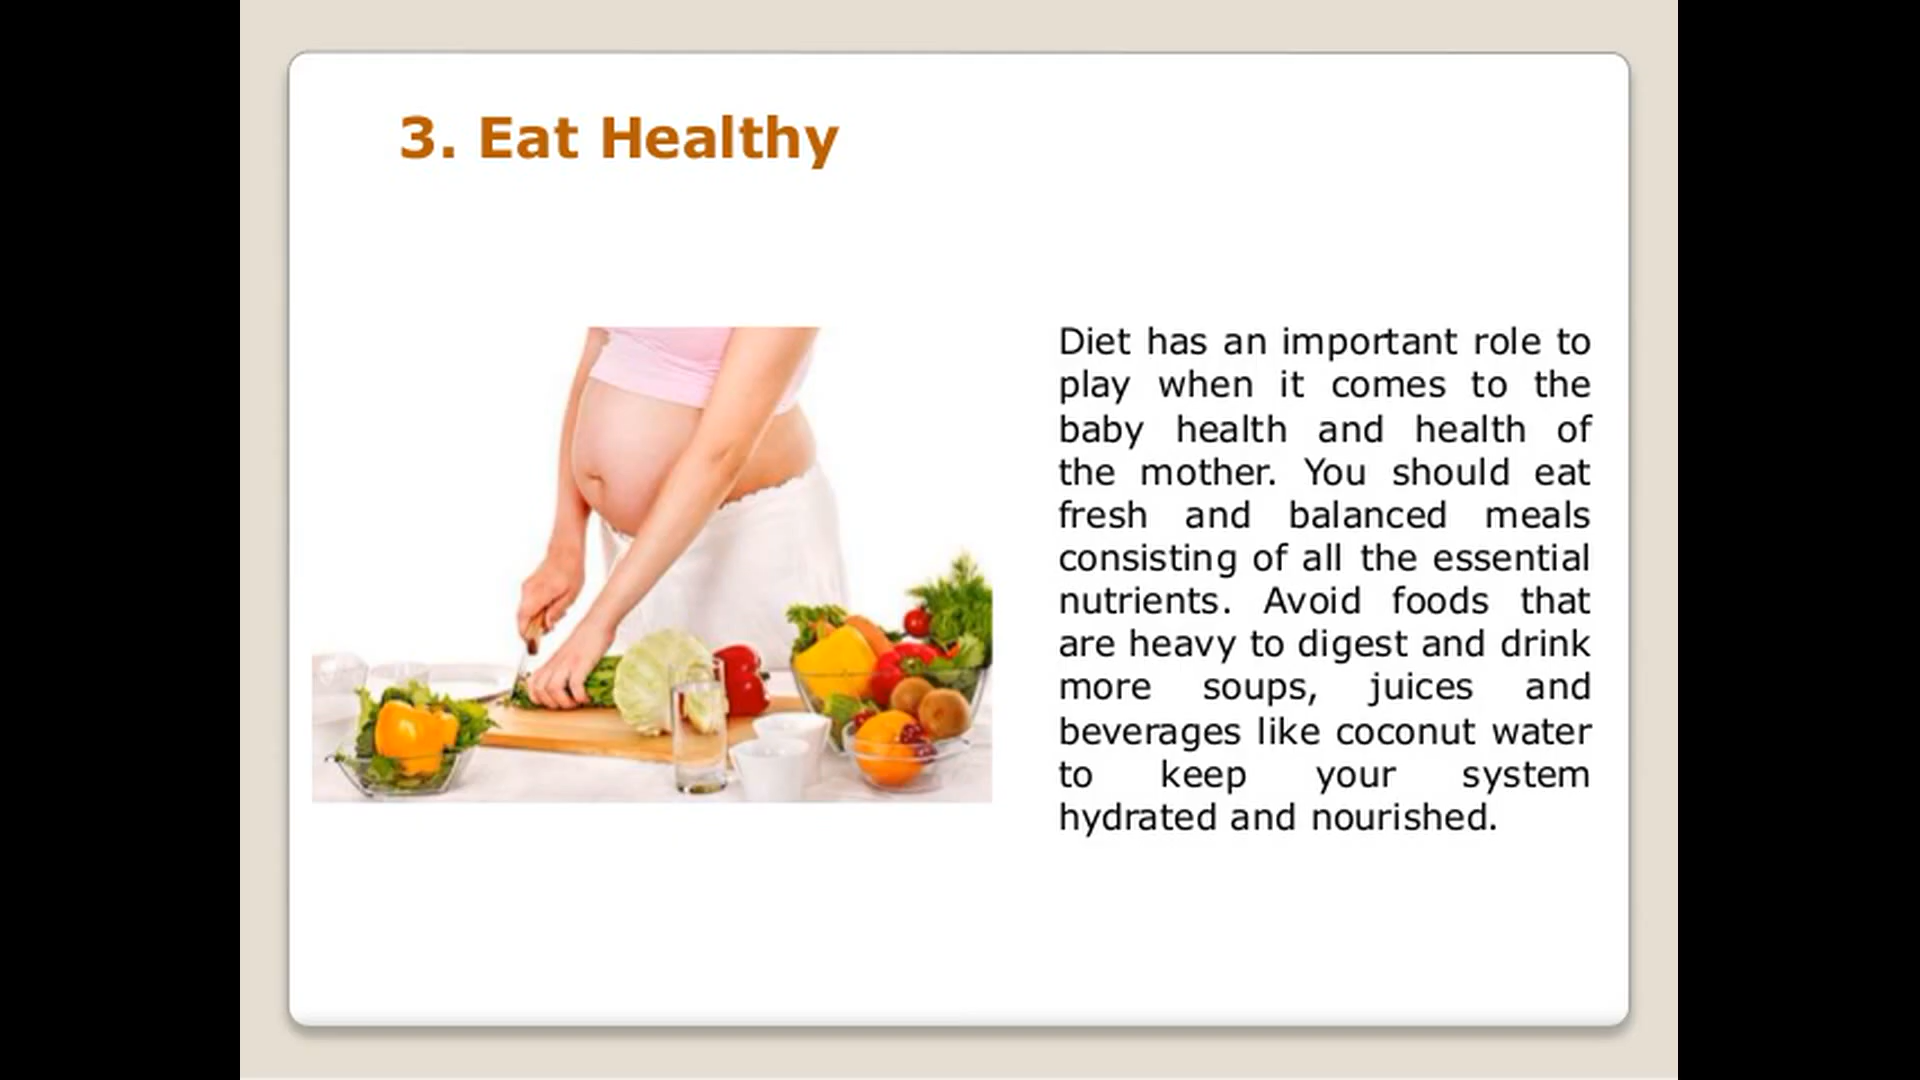 3. Eat Healthy
Diet has an important role to
play when it comes to the
baby health and health of
the mother. You should eat
fresh and balanced meals
consisting of all the essential
nutrients. Avoid foods that
are heavy to digest and drink
more soups, juices and
beverages like coconut water
to keep your system
hydrated and nourished.